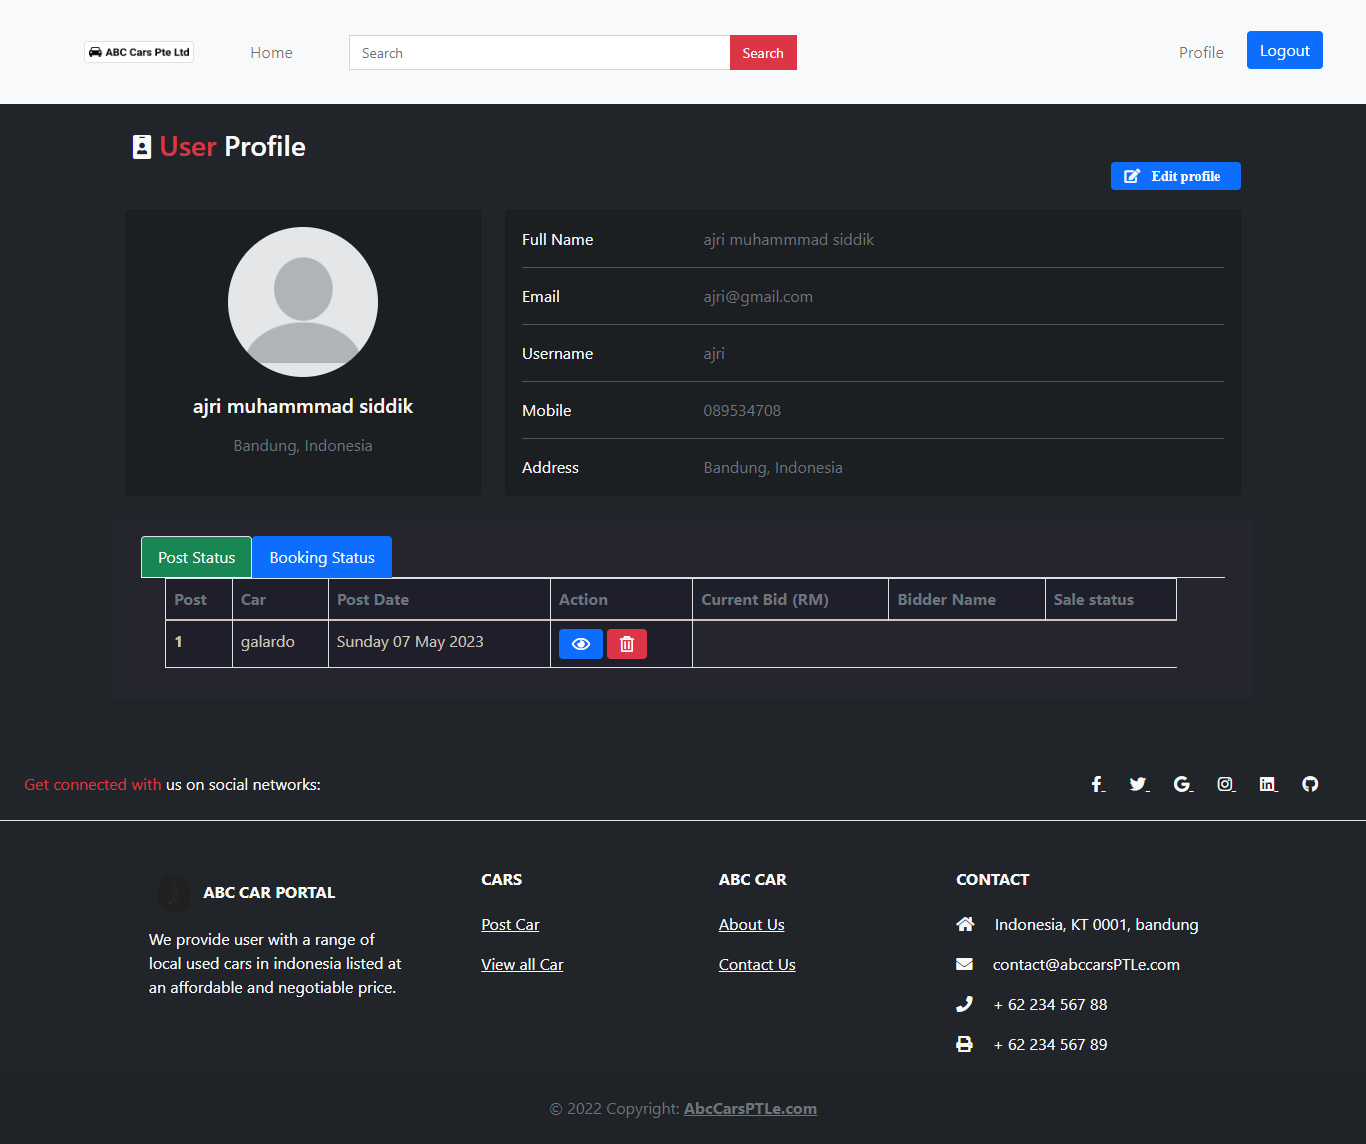 ABC Cars Pte Ltd
Home
Search
Search
Profile
Logout
User Profile
Edit profile
ajri muhammmad siddik
Bandung, Indonesia
Full Name ajri muhammmad siddik
Email ajri@gmail.com
Username ajri
Mobile 089534708
Address Bandung, Indonesia
Post Status Booking Status
Post Car Post Date Action Current Bid (RM) Bidder Name Sale status
1 galardo Sunday 07 May 2023
Get connected with us on social networks:
ABC CAR PORTAL
We provide user with a range of
local used cars in indonesia listed at
an affordable and negotiable price.
CARS
Post Car
View all Car
ABC CAR
About Us
Contact Us
CONTACT
Indonesia, KT 0001, bandung
contact@abccarsPTLe.com
+ 62 234 567 88
+ 62 234 567 89
© 2022 Copyright: AbcCarsPTLe.com